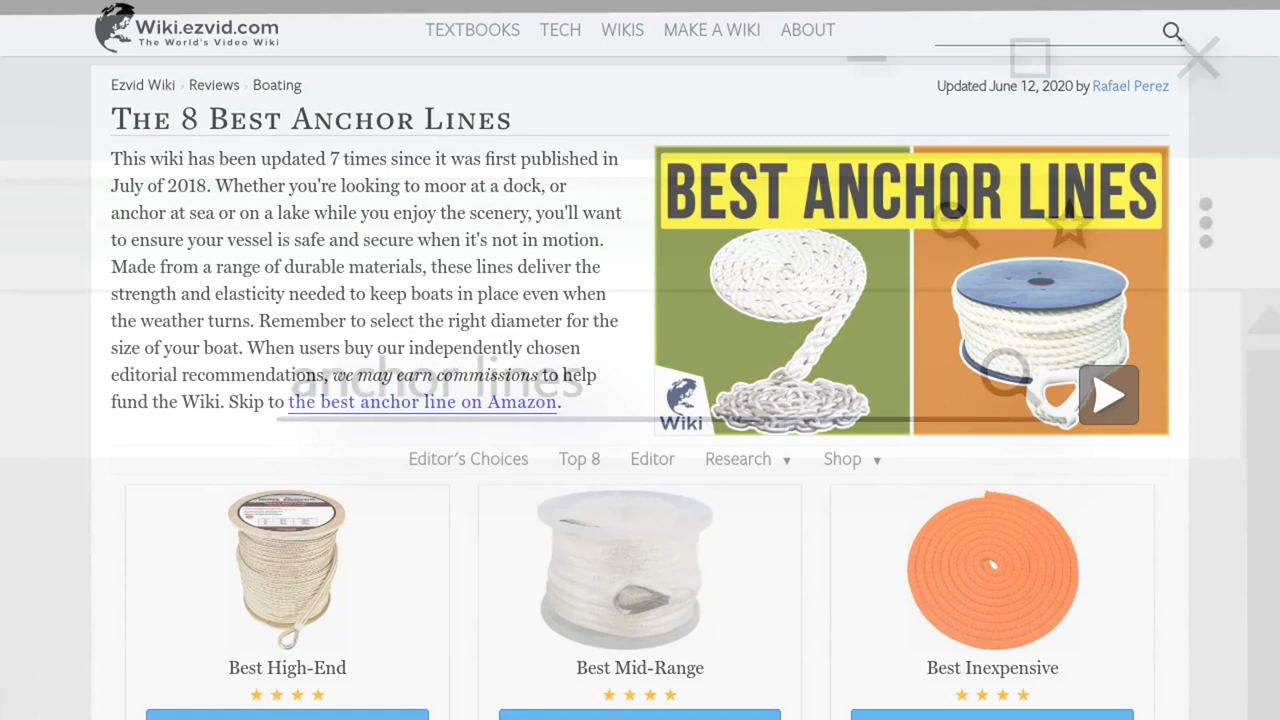 Wiki.ezvid.com
The World's Video Wiki
TEXTBOOKS TECH WIKIS MAKE A WIKI ABOUT
Ezvid Wiki › Reviews › Boating
Updated June 12, 2020 by Rafael Perez
The 8 Best Anchor Lines
This wiki has been updated 7 times since it was first published in
July of 2018. Whether you're looking to moor at a dock, or
anchor at sea or on a lake while you enjoy the scenery, you'll want
to ensure your vessel is safe and secure when it's not in motion.
Made from a range of durable materials, these lines deliver the
strength and elasticity needed to keep boats in place even when
the weather turns. Remember to select the right diameter for the
size of your boat. When users buy our independently chosen
editorial recommendations, we may earn commissions to help
fund the Wiki. Skip to the best anchor line on Amazon.
anchor lines
BEST ANCHOR LINES
Wiki
Editor's Choices Top 8 Editor Research ▼ Shop ▼
Best High-End
Best Mid-Range
Best Inexpensive